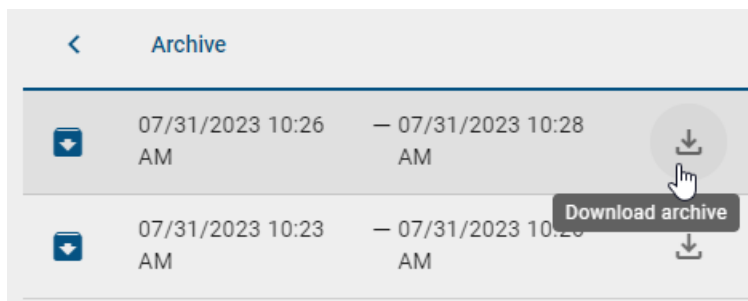 Archive
07/31/2023 10:26 — 07/31/2023 10:28
AM AM
Download archive
07/31/2023 10:23 — 07/31/2023
AM AM